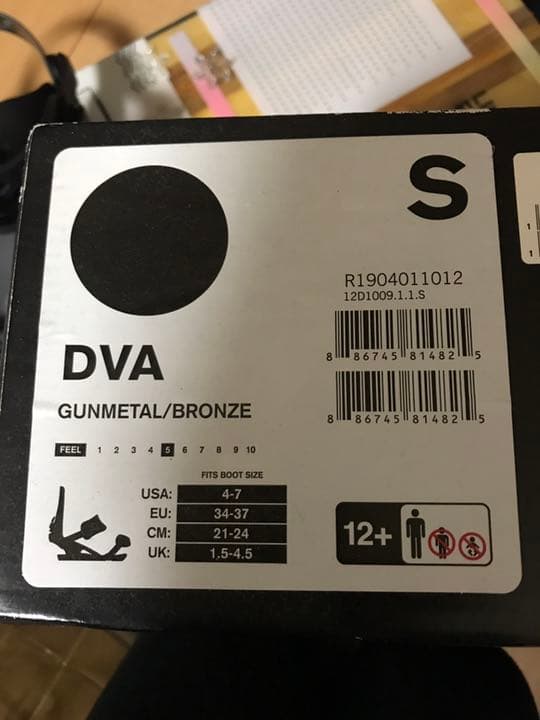 S
R1904011012
12D1009.1.1.S
8 86745 81482 5
8 86745 81482 5
DVA
GUNMETAL/BRONZE
FEEL 1 2 3 4 5 6 7 8 9 10
FITS BOOT SIZE
USA: 4-7
EU: 34-37
CM: 21-24
UK: 1.5-4.5
12+
1
1